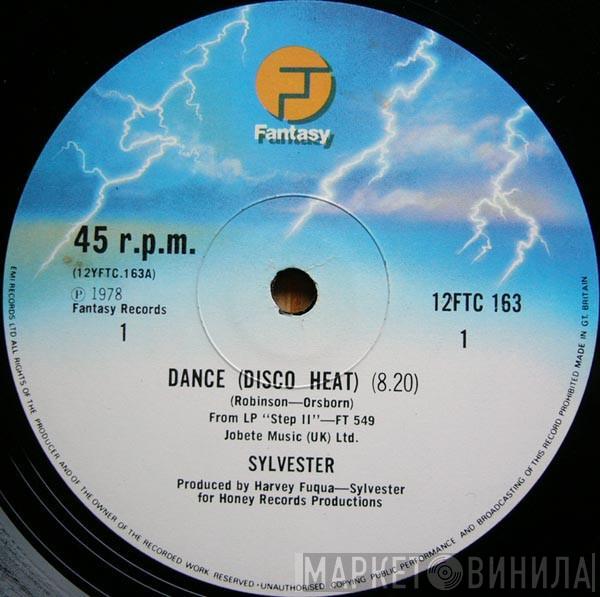 Fantasy
45 r.p.m.
(12YFTC.163A)
Ⓟ 1978
Fantasy Records
1
12FTC 163
1
DANCE (DISCO HEAT) (8.20)
(Robinson—Orsborn)
From LP "Step II"—FT 549
Jobete Music (UK) Ltd.
SYLVESTER
Produced by Harvey Fuqua—Sylvester
for Honey Records Productions
EMI RECORDS LTD ALL RIGHTS OF THE PRODUCER AND OF THE OWNER OF THE RECORDED WORK RESERVED · UNAUTHORISED COPYING PUBLIC PERFORMANCE AND BROADCASTING OF THIS RECORD PROHIBITED MADE IN GT. BRITAIN
МАРКЕТ ВИНИЛА